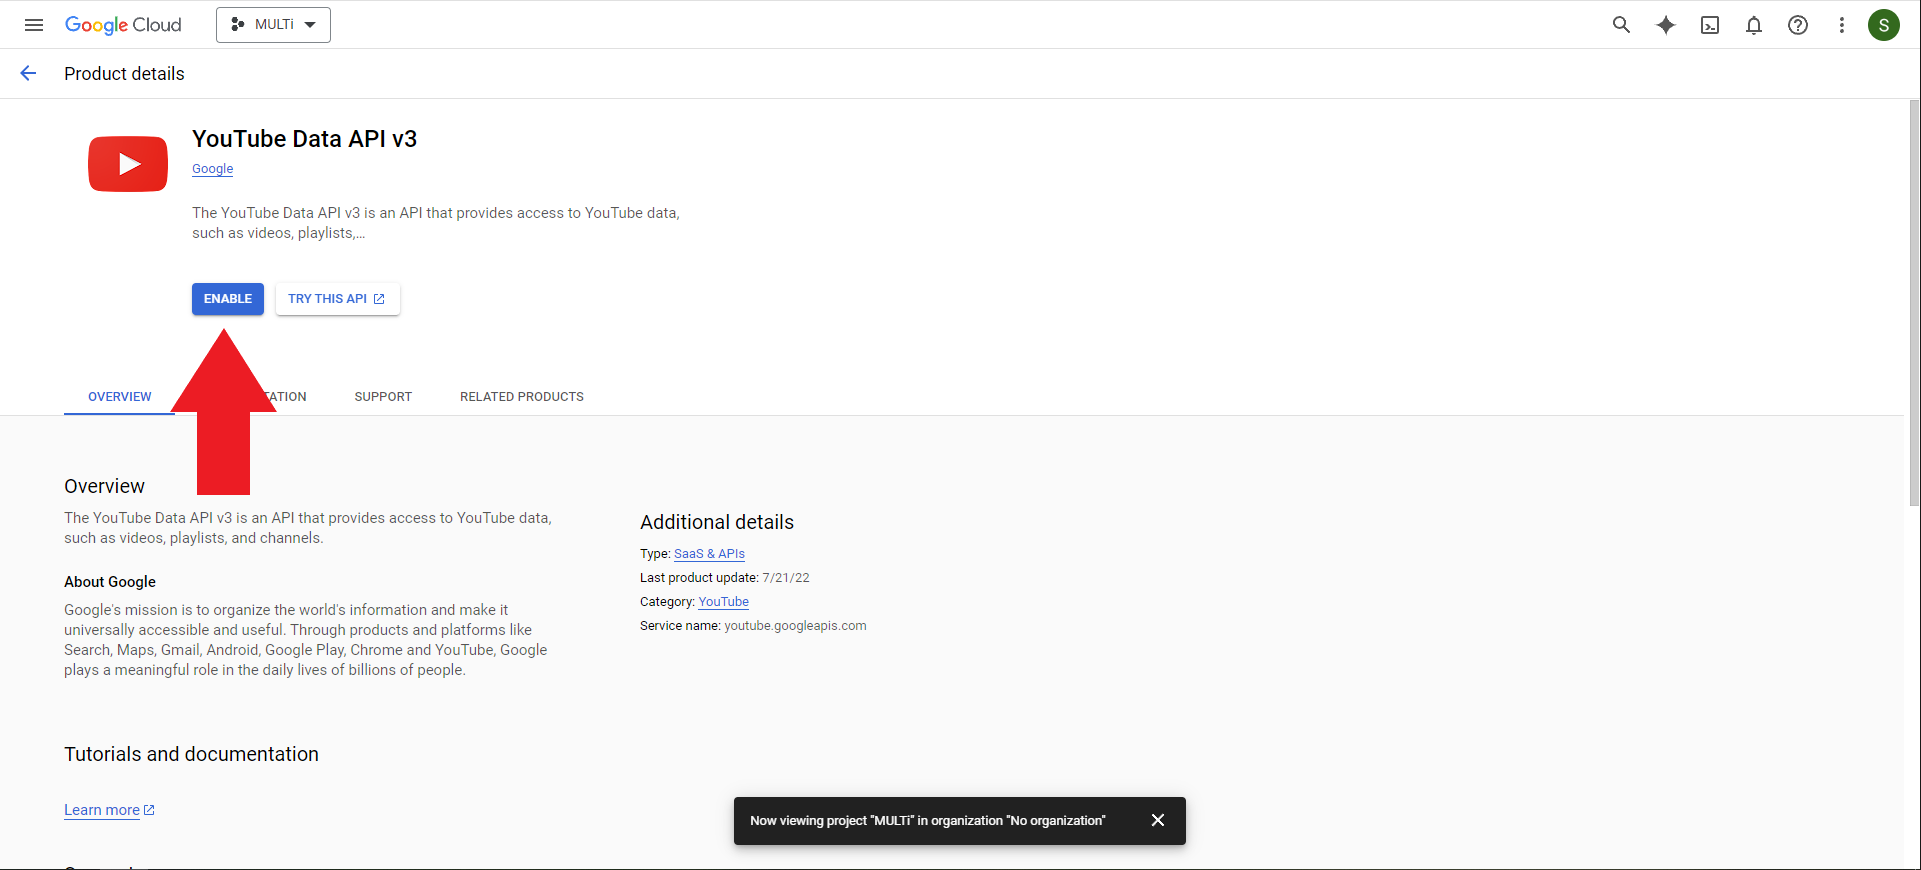 Google Cloud
MULTi
S
Product details
YouTube Data API v3
Google
The YouTube Data API v3 is an API that provides access to YouTube data,
such as videos, playlists,...
ENABLE
TRY THIS API
OVERVIEW
TATION
SUPPORT
RELATED PRODUCTS
Overview
The YouTube Data API v3 is an API that provides access to YouTube data,
such as videos, playlists, and channels.
About Google
Google's mission is to organize the world's information and make it
universally accessible and useful. Through products and platforms like
Search, Maps, Gmail, Android, Google Play, Chrome and YouTube, Google
plays a meaningful role in the daily lives of billions of people.
Additional details
Type: SaaS & APIs
Last product update: 7/21/22
Category: YouTube
Service name: youtube.googleapis.com
Tutorials and documentation
Learn more
Now viewing project "MULTi" in organization "No organization"